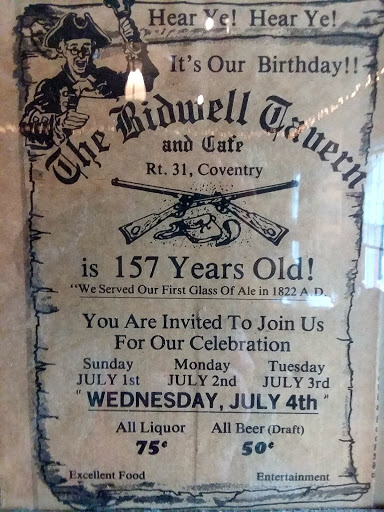 Hear Ye! Hear Ye!
It's Our Birthday!!
The Bidwell Tavern
and Cafe
Rt. 31, Coventry
is 157 Years Old!
"We Served Our First Glass Of Ale in 1822 A.D.
You Are Invited To Join Us
For Our Celebration
Sunday Monday Tuesday
JULY 1st JULY 2nd JULY 3rd
" WEDNESDAY, JULY 4th "
All Liquor All Beer (Draft)
75¢ 50¢
Excellent Food Entertainment